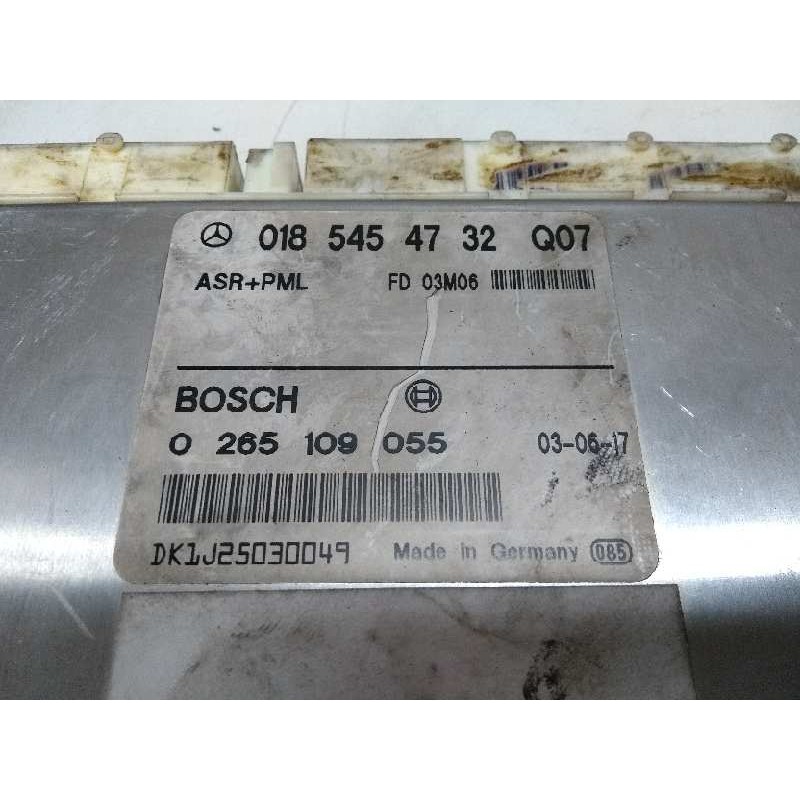 018 545 47 32 Q07
ASR+PML FD 03M06
BOSCH
0 265 109 055 03-06-17
DK1J25030049 Made in Germany 085